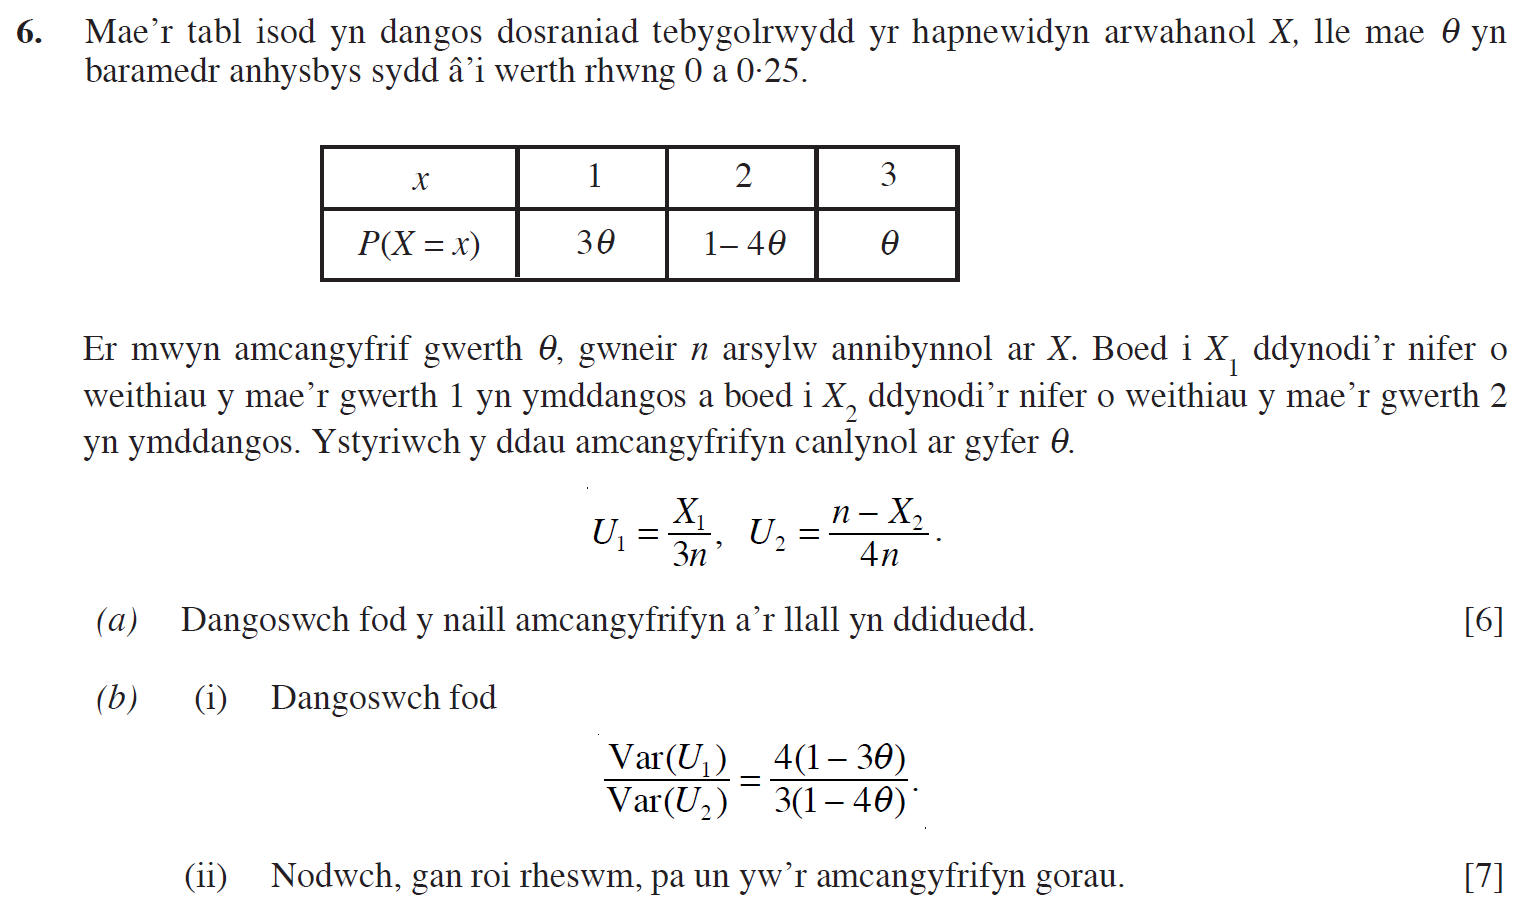 6. Mae'r tabl isod yn dangos dosraniad tebygolrwydd yr hapnewidyn arwahanol X, lle mae θ yn
baramedr anhysbys sydd â'i werth rhwng 0 a 0·25.
x 1 2 3
P(X = x) 3θ 1– 4θ θ
Er mwyn amcangyfrif gwerth θ, gwneir n arsylw annibynnol ar X. Boed i X₁ ddynodi'r nifer o
weithiau y mae'r gwerth 1 yn ymddangos a boed i X₂ ddynodi'r nifer o weithiau y mae'r gwerth 2
yn ymddangos. Ystyriwch y ddau amcangyfrifyn canlynol ar gyfer θ.
U₁ = X₁/3n, U₂ = (n – X₂)/4n.
(a) Dangoswch fod y naill amcangyfrifyn a'r llall yn ddiduedd. [6]
(b) (i) Dangoswch fod
Var(U₁)/Var(U₂) = 4(1 – 3θ)/3(1 – 4θ).
(ii) Nodwch, gan roi rheswm, pa un yw'r amcangyfrifyn gorau. [7]